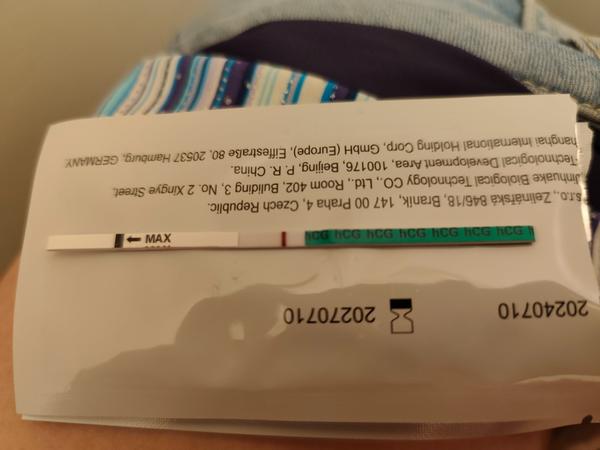 20240710
20270710
hCG hCG hCG hCG hCG hCG hCG
MAX
s.r.o., Zelinářská 846/18, Braník, 147 00 Praha 4, Czech Republic.
Jinhuake Biological Technology CO., Ltd., Room 402, Building 3, No. 2 Xingye Street,
Technological Development Area, 100176, Beijing, P. R. China.
International Holding Corp. GmbH (Europe), Eiffestraße 80, 20537 Hamburg, GERMANY.